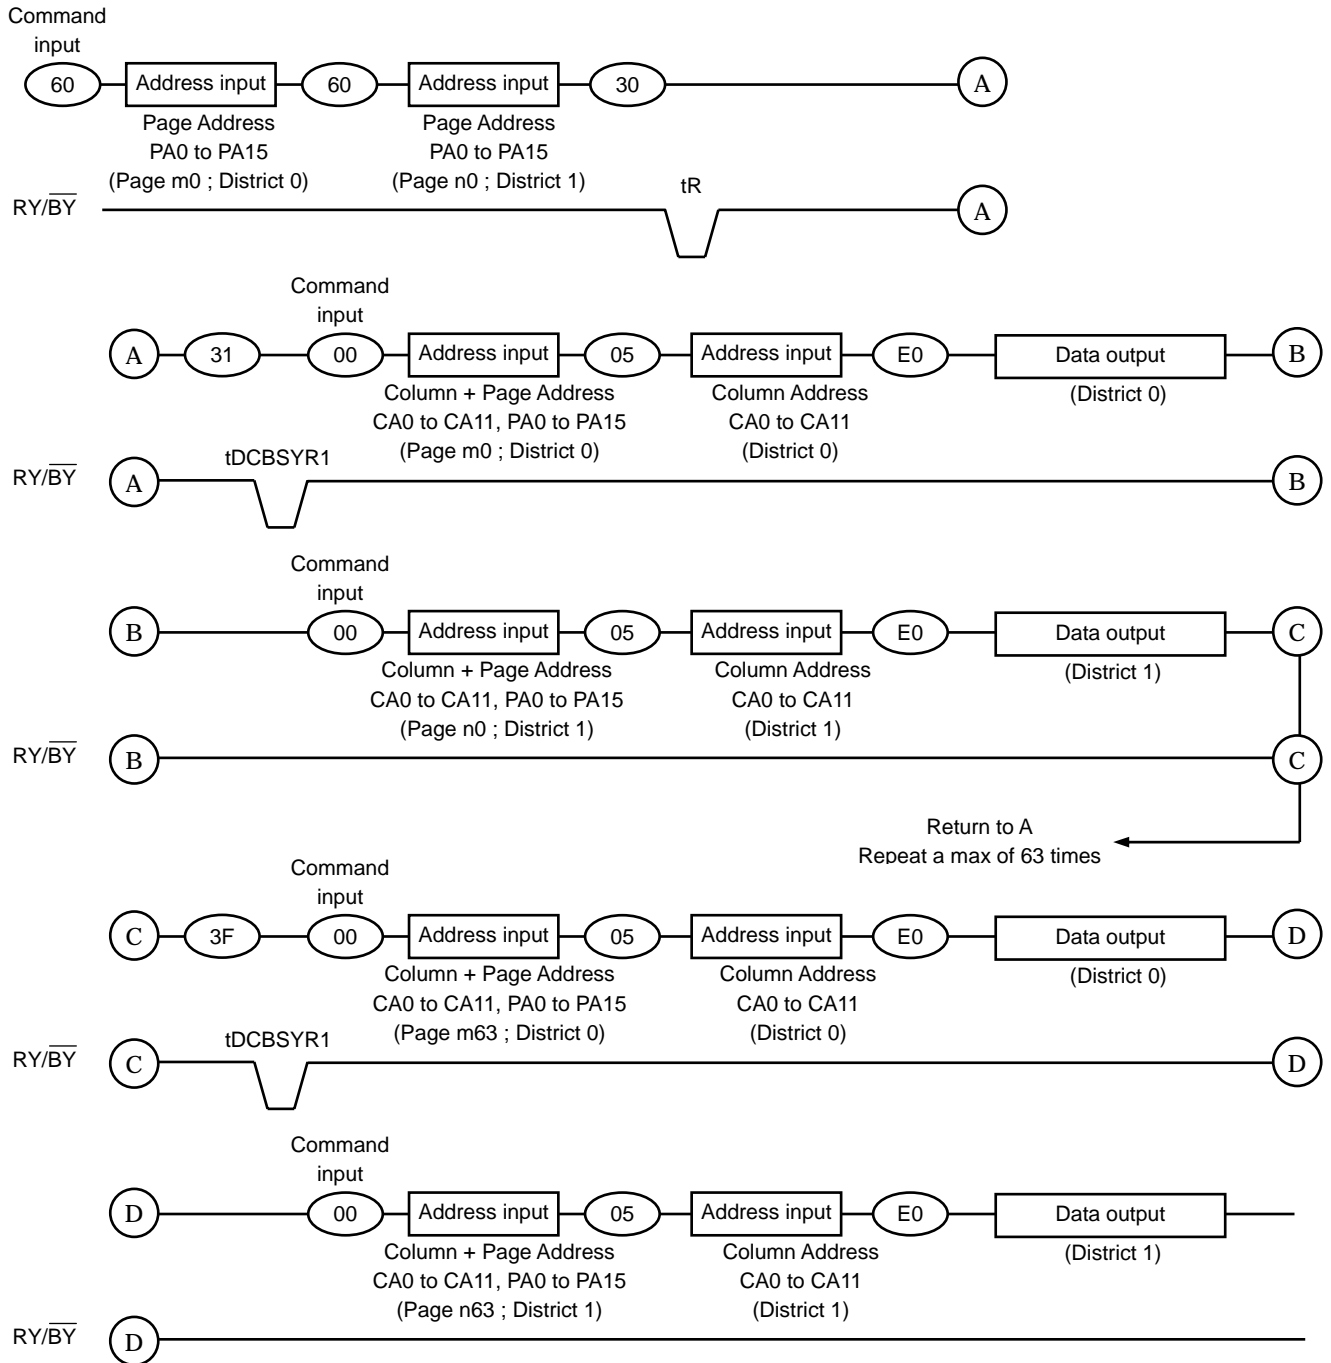 Command
input
60 Address input 60 Address input 30 A
Page Address
PA0 to PA15
(Page m0 ; District 0)
Page Address
PA0 to PA15
(Page n0 ; District 1)
tR
RY/BY A
Command
input
A 31 00 Address input 05 Address input E0 Data output B
Column + Page Address
CA0 to CA11, PA0 to PA15
(Page m0 ; District 0)
Column Address
CA0 to CA11
(District 0)
(District 0)
tDCBSYR1
RY/BY A B
Command
input
B 00 Address input 05 Address input E0 Data output C
Column + Page Address
CA0 to CA11, PA0 to PA15
(Page n0 ; District 1)
Column Address
CA0 to CA11
(District 1)
(District 1)
RY/BY B C
Return to A
Repeat a max of 63 times
Command
input
C 3F 00 Address input 05 Address input E0 Data output D
Column + Page Address
CA0 to CA11, PA0 to PA15
(Page m63 ; District 0)
Column Address
CA0 to CA11
(District 0)
(District 0)
tDCBSYR1
RY/BY C D
Command
input
D 00 Address input 05 Address input E0 Data output
Column + Page Address
CA0 to CA11, PA0 to PA15
(Page n63 ; District 1)
Column Address
CA0 to CA11
(District 1)
(District 1)
RY/BY D